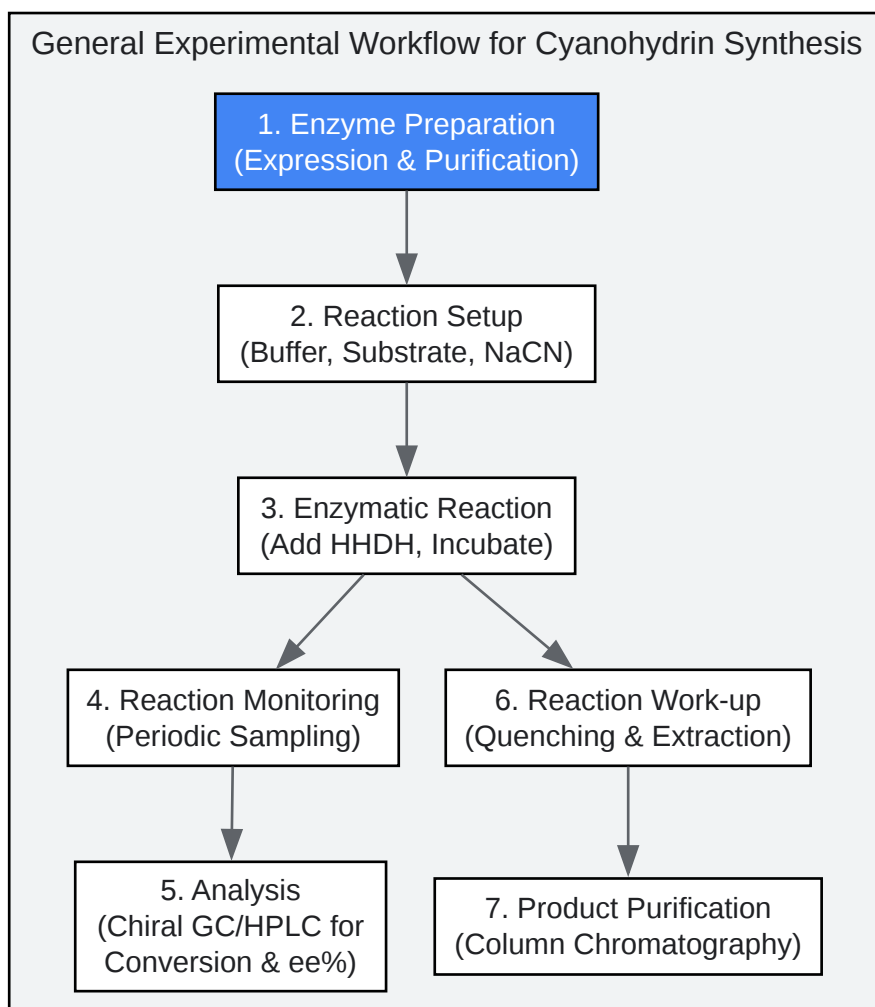 General Experimental Workflow for Cyanohydrin Synthesis
1. Enzyme Preparation
(Expression & Purification)
2. Reaction Setup
(Buffer, Substrate, NaCN)
3. Enzymatic Reaction
(Add HHDH, Incubate)
4. Reaction Monitoring
(Periodic Sampling)
6. Reaction Work-up
(Quenching & Extraction)
5. Analysis
(Chiral GC/HPLC for
Conversion & ee%)
7. Product Purification
(Column Chromatography)